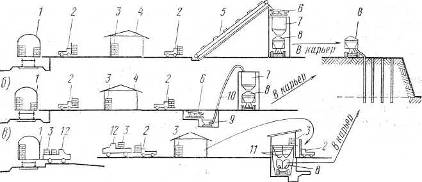 1 2 3 4 2 5 6 7 8 В карьер 8
б) 1 2 3 4 2 6 10 9 7 8 В карьер
в) 1 3 12 12 3 2 3 11 8 3 2 В карьер